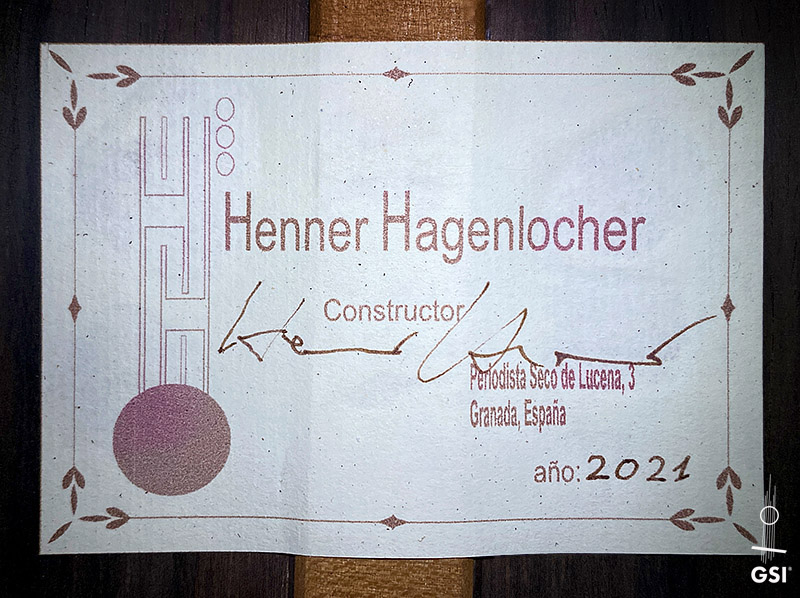 Henner Hagenlocher
Constructor
Periodista Seco de Lucena, 3
Granada, España
año: 2021
GSI®